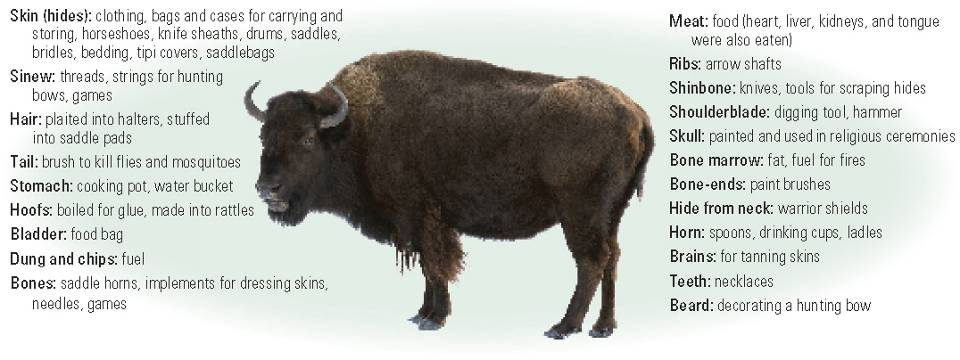 Skin (hides): clothing, bags and cases for carrying and
storing, horseshoes, knife sheaths, drums, saddles,
bridles, bedding, tipi covers, saddlebags
Sinew: threads, strings for hunting
bows, games
Hair: plaited into halters, stuffed
into saddle pads
Tail: brush to kill flies and mosquitoes
Stomach: cooking pot, water bucket
Hoofs: boiled for glue, made into rattles
Bladder: food bag
Dung and chips: fuel
Bones: saddle horns, implements for dressing skins,
needles, games
Meat: food (heart, liver, kidneys, and tongue
were also eaten)
Ribs: arrow shafts
Shinbone: knives, tools for scraping hides
Shoulderblade: digging tool, hammer
Skull: painted and used in religious ceremonies
Bone marrow: fat, fuel for fires
Bone-ends: paint brushes
Hide from neck: warrior shields
Horn: spoons, drinking cups, ladles
Brains: for tanning skins
Teeth: necklaces
Beard: decorating a hunting bow